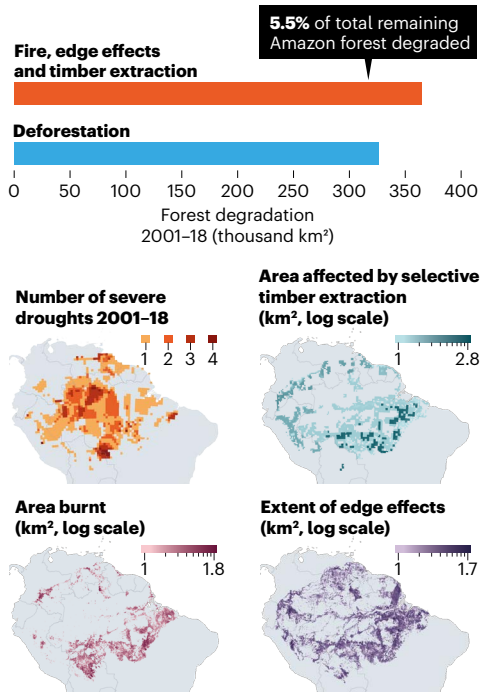 5.5% of total remaining
Amazon forest degraded
Fire, edge effects
and timber extraction
Deforestation
0 50 100 150 200 250 300 350 400
Forest degradation
2001–18 (thousand km²)
Number of severe
droughts 2001–18
1 2 3 4
Area affected by selective
timber extraction
(km², log scale)
1 2.8
Area burnt
(km², log scale)
1 1.8
Extent of edge effects
(km², log scale)
1 1.7